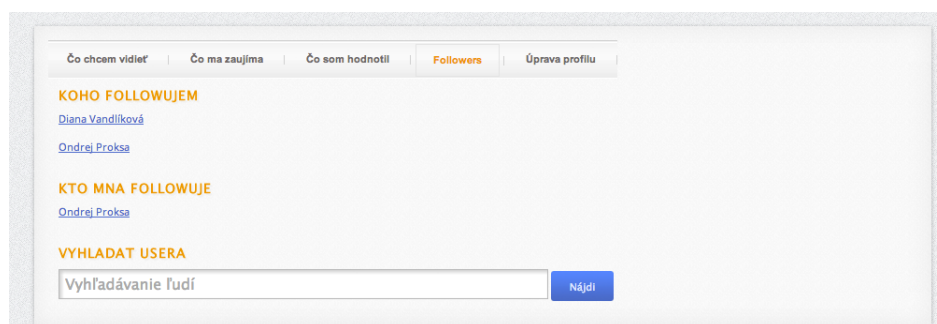 Čo chcem vidieť | Čo ma zaujíma | Čo som hodnotil | Followers | Úprava profilu |
KOHO FOLLOWUJEM
Diana Vandlíková
Ondrej Proksa
KTO MNA FOLLOWUJE
Ondrej Proksa
VYHLADAT USERA
Vyhľadávanie ľudí Nájdi